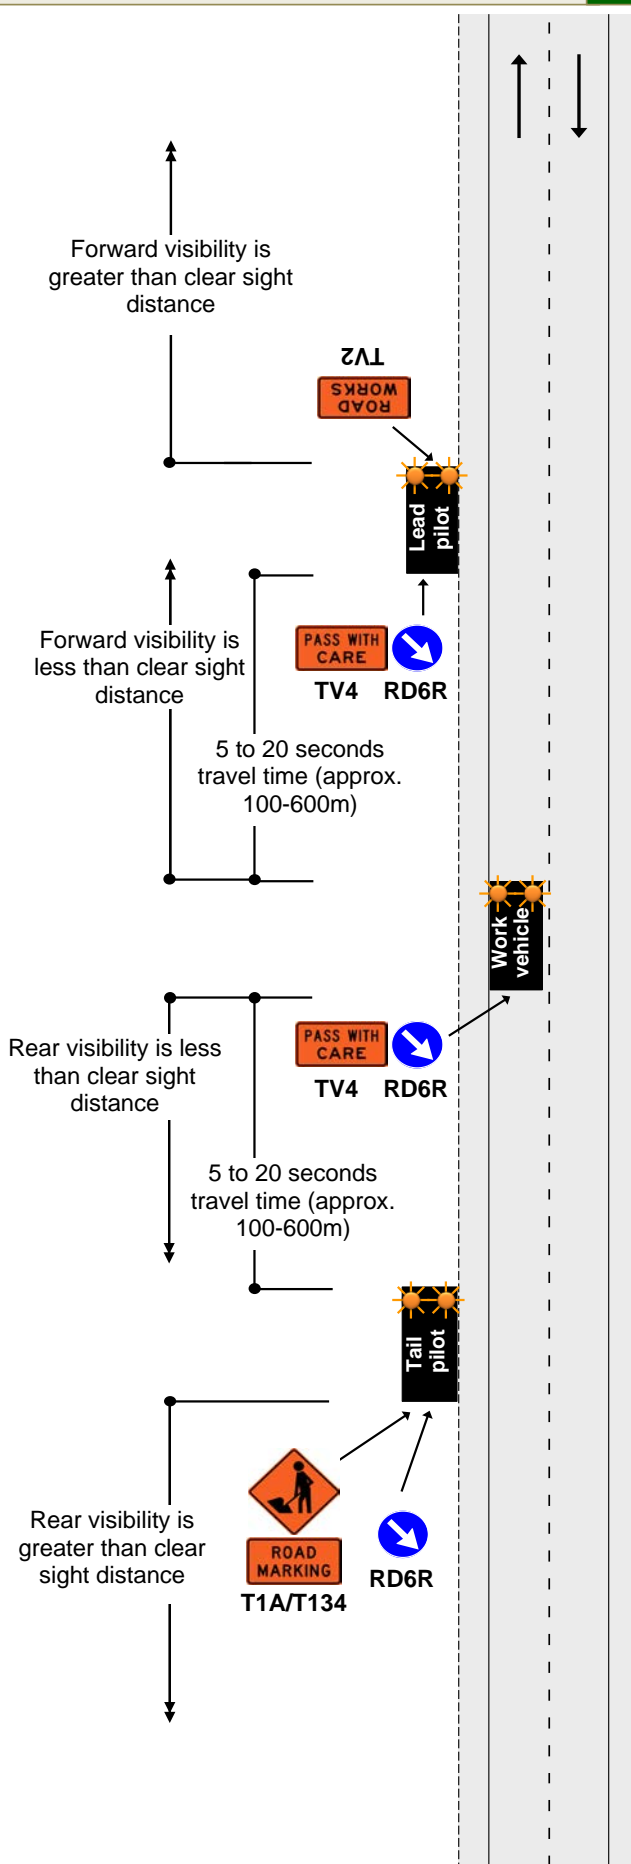 Forward visibility is
greater than clear sight
distance
TV2
ROAD
WORKS
Lead
pilot
Forward visibility is
less than clear sight
distance
PASS WITH
CARE
TV4 RD6R
5 to 20 seconds
travel time (approx.
100-600m)
Work
vehicle
Rear visibility is less
than clear sight
distance
PASS WITH
CARE
TV4 RD6R
5 to 20 seconds
travel time (approx.
100-600m)
Tail
pilot
Rear visibility is
greater than clear
sight distance
ROAD
MARKING
T1A/T134
RD6R